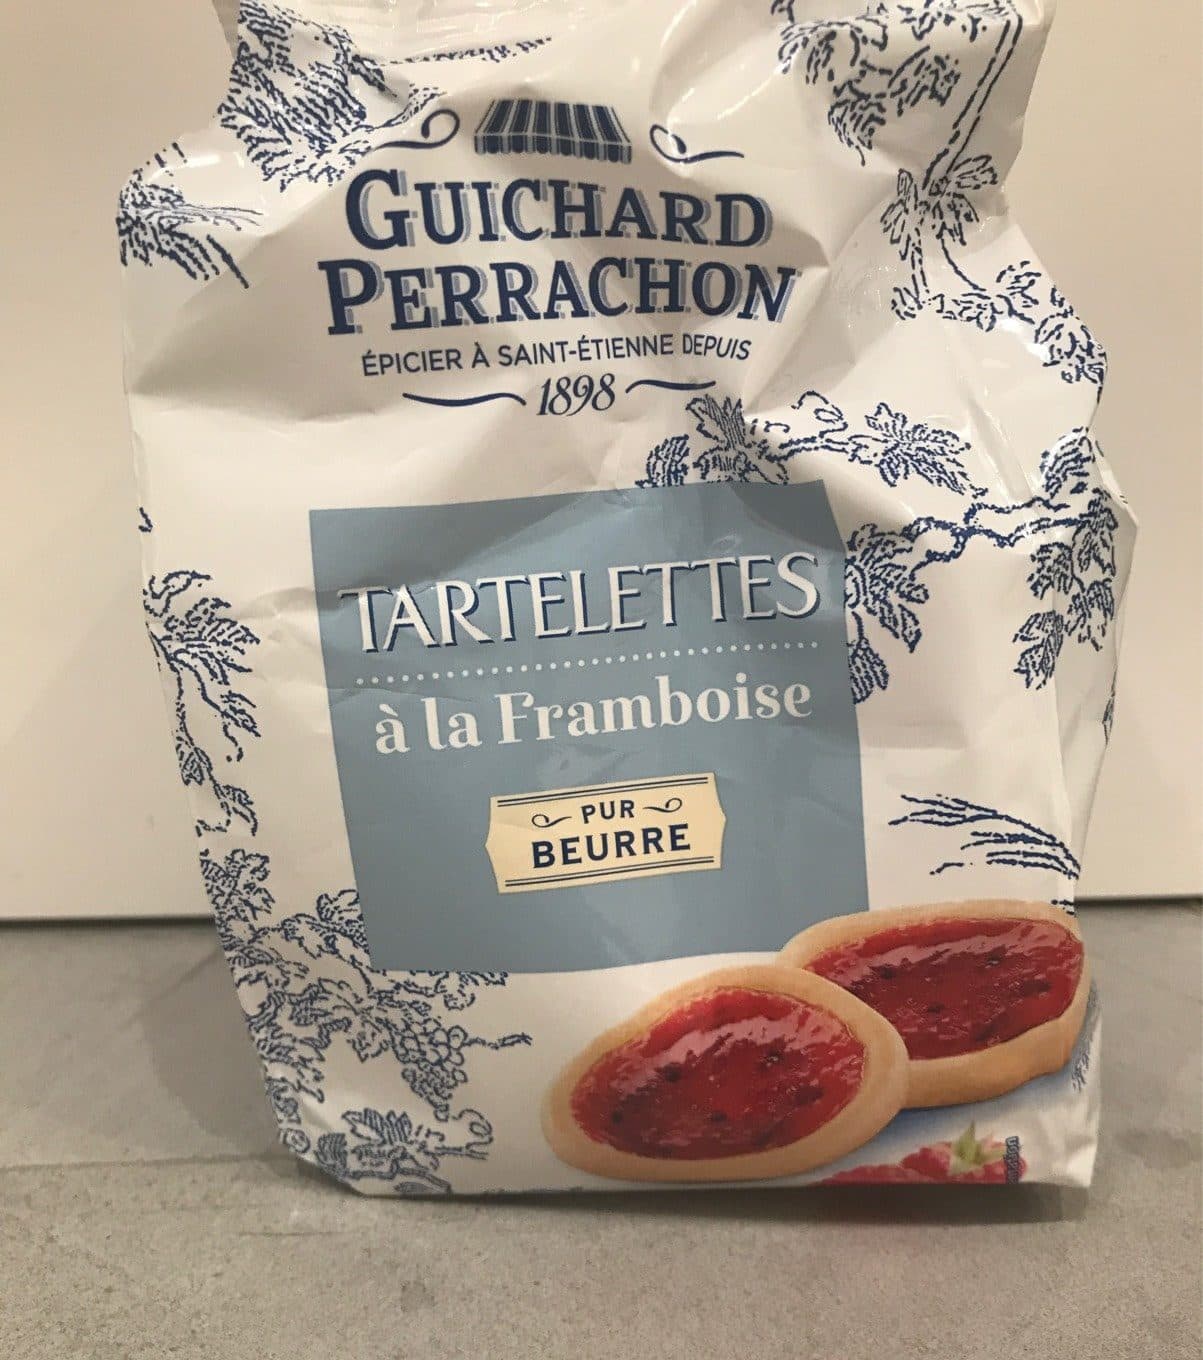 GUICHARD
PERRACHON
ÉPICIER À SAINT-ÉTIENNE DEPUIS
1898
TARTELETTES
à la Framboise
PUR
BEURRE